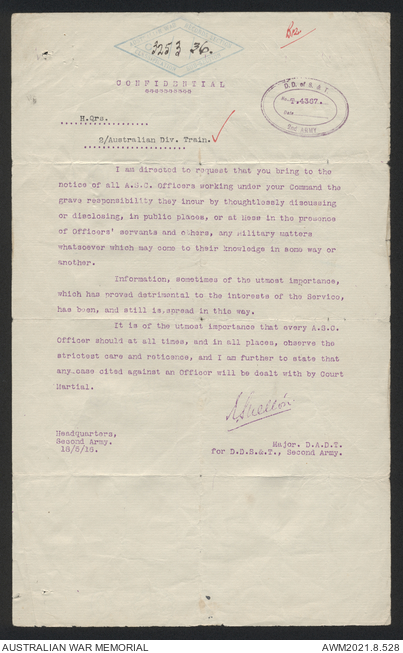 3253 36.
CONFIDENTIAL
D.D. of S. & T.
T.4367.
2nd ARMY
H.Qrs.
2/Australian Div. Train.
I am directed to request that you bring to the
notice of all A.S.C. Officers working under your Command the
grave responsibility they incur by thoughtlessly discussing
or disclosing, in public places, or at Mess in the presence
of Officers' servants and others, any Military matters
whatsoever which may come to their knowledge in some way or
another.
Information, sometimes of the utmost importance,
which has proved detrimental to the interests of the Service,
has been, and still is spread in this way.
It is of the utmost importance that every A.S.C.
Officer should at all times, and in all places, observe the
strictest care and reticence, and I am further to state that
any case cited against an Officer will be dealt with by Court
Martial.
Headquarters,
Second Army.
Major. D.A.D.T.
for D.D.S.&T., Second Army.
AUSTRALIAN WAR MEMORIAL
AWM2021.8.528